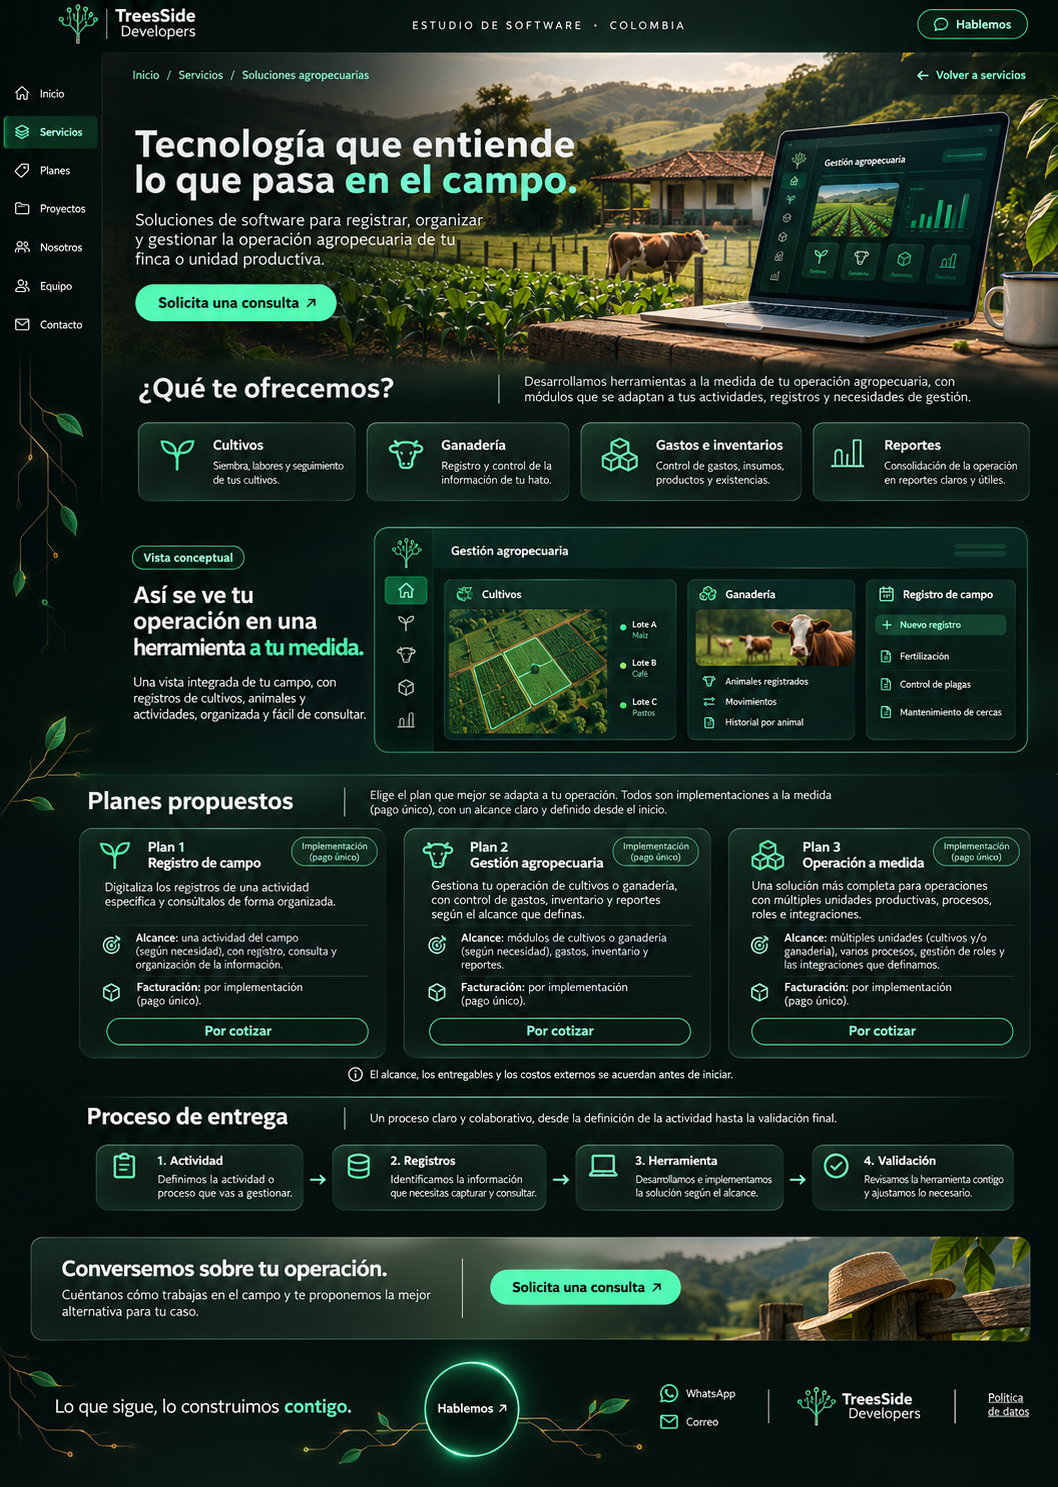 TreesSide
Developers
ESTUDIO DE SOFTWARE • COLOMBIA
Hablemos
Inicio
Servicios
Planes
Proyectos
Nosotros
Equipo
Contacto
Inicio / Servicios / Soluciones agropecuarias
Volver a servicios
Tecnología que entiende
lo que pasa en el campo.
Soluciones de software para registrar, organizar
y gestionar la operación agropecuaria de tu
finca o unidad productiva.
Solicita una consulta
Gestión agropecuaria
¿Qué te ofrecemos?
Desarrollamos herramientas a la medida de tu operación agropecuaria, con
módulos que se adaptan a tus actividades, registros y necesidades de gestión.
Cultivos
Siembra, labores y seguimiento
de tus cultivos.
Ganadería
Registro y control de la
información de tu hato.
Gastos e inventarios
Control de gastos, insumos,
productos y existencias.
Reportes
Consolidación de la operación
en reportes claros y útiles.
Vista conceptual
Así se ve tu
operación en una
herramienta a tu medida.
Una vista integrada de tu campo, con
registros de cultivos, animales y
actividades, organizada y fácil de consultar.
Gestión agropecuaria
Cultivos
Lote A
Maíz
Lote B
Café
Lote C
Pastos
Ganadería
Animales registrados
Movimientos
Historial por animal
Registro de campo
Nuevo registro
Fertilización
Control de plagas
Mantenimiento de cercas
Planes propuestos
Elige el plan que mejor se adapta a tu operación. Todos son implementaciones a la medida
(pago único), con un alcance claro y definido desde el inicio.
Plan 1
Registro de campo
Implementación
(pago único)
Digitaliza los registros de una actividad
específica y consúltalos de forma organizada.
Alcance: una actividad del campo
(según necesidad), con registro, consulta y
organización de la información.
Facturación: por implementación
(pago único).
Por cotizar
Plan 2
Gestión agropecuaria
Implementación
(pago único)
Gestiona tu operación de cultivos o ganadería,
con control de gastos, inventario y reportes
según el alcance que definas.
Alcance: módulos de cultivos o ganadería
(según necesidad), gastos, inventario y
reportes.
Facturación: por implementación
(pago único).
Por cotizar
Plan 3
Operación a medida
Implementación
(pago único)
Una solución más completa para operaciones
con múltiples unidades productivas, procesos,
roles e integraciones.
Alcance: múltiples unidades (cultivos y/o
ganadería), varios procesos, gestión de roles y
las integraciones que definamos.
Facturación: por implementación
(pago único).
Por cotizar
El alcance, los entregables y los costos externos se acuerdan antes de iniciar.
Proceso de entrega
Un proceso claro y colaborativo, desde la definición de la actividad hasta la validación final.
1. Actividad
Definimos la actividad o
proceso que vas a gestionar.
2. Registros
Identificamos la información
que necesitas capturar y consultar.
3. Herramienta
Desarrollamos e implementamos
la solución según el alcance.
4. Validación
Revisamos la herramienta contigo
y ajustamos lo necesario.
Conversemos sobre tu operación.
Cuéntanos cómo trabajas en el campo y te proponemos la mejor
alternativa para tu caso.
Solicita una consulta
Lo que sigue, lo construimos contigo.
Hablemos
WhatsApp
Correo
TreesSide
Developers
Política
de datos